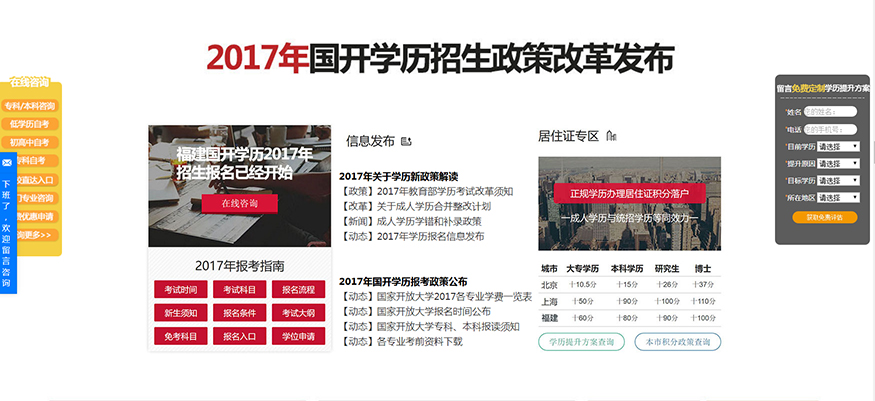 2017年国开学历招生政策改革发布
在线咨询
专科/本科咨询
低学历自考
初高中自考
专科自考
校直达入口
门专业咨询
费优惠申请
询更多>>
下班了，欢迎留言咨询
福建国开学历2017年
招生报名已经开始
在线咨询
2017年报考指南
考试时间 考试科目 报名流程
新生须知 报名条件 考试大纲
免考科目 报名入口 学位申请
信息发布
2017年关于学历新政策解读
【政策】2017年教育部学历考试改革须知
【改革】关于成人学历合并整改计划
【新闻】成人学历学错和补录政策
【动态】2017年学历报名信息发布
2017年国开学历报考政策公布
【动态】国家开放大学2017各专业学费一览表
【动态】国家开放大学报名时间公布
【动态】国家开放大学专科、本科报读须知
【动态】各专业考前资料下载
居住证专区
正规学历办理居住证积分落户
—成人学历与统招学历同等效力—
城市 大专学历 本科学历 研究生 博士
北京 +10.5分 +15分 +26分 +37分
上海 +50分 +90分 +100分 +110分
福建 +60分 +80分 +90分 +100分
学历提升方案查询 本市积分政策查询
留言免费定制学历提升方案
*姓名 您的姓名：
*电话 您的手机号：
*目前学历 请选择
*提升原因 请选择
*目标学历 请选择
*所在地区 请选择
获取免费评估